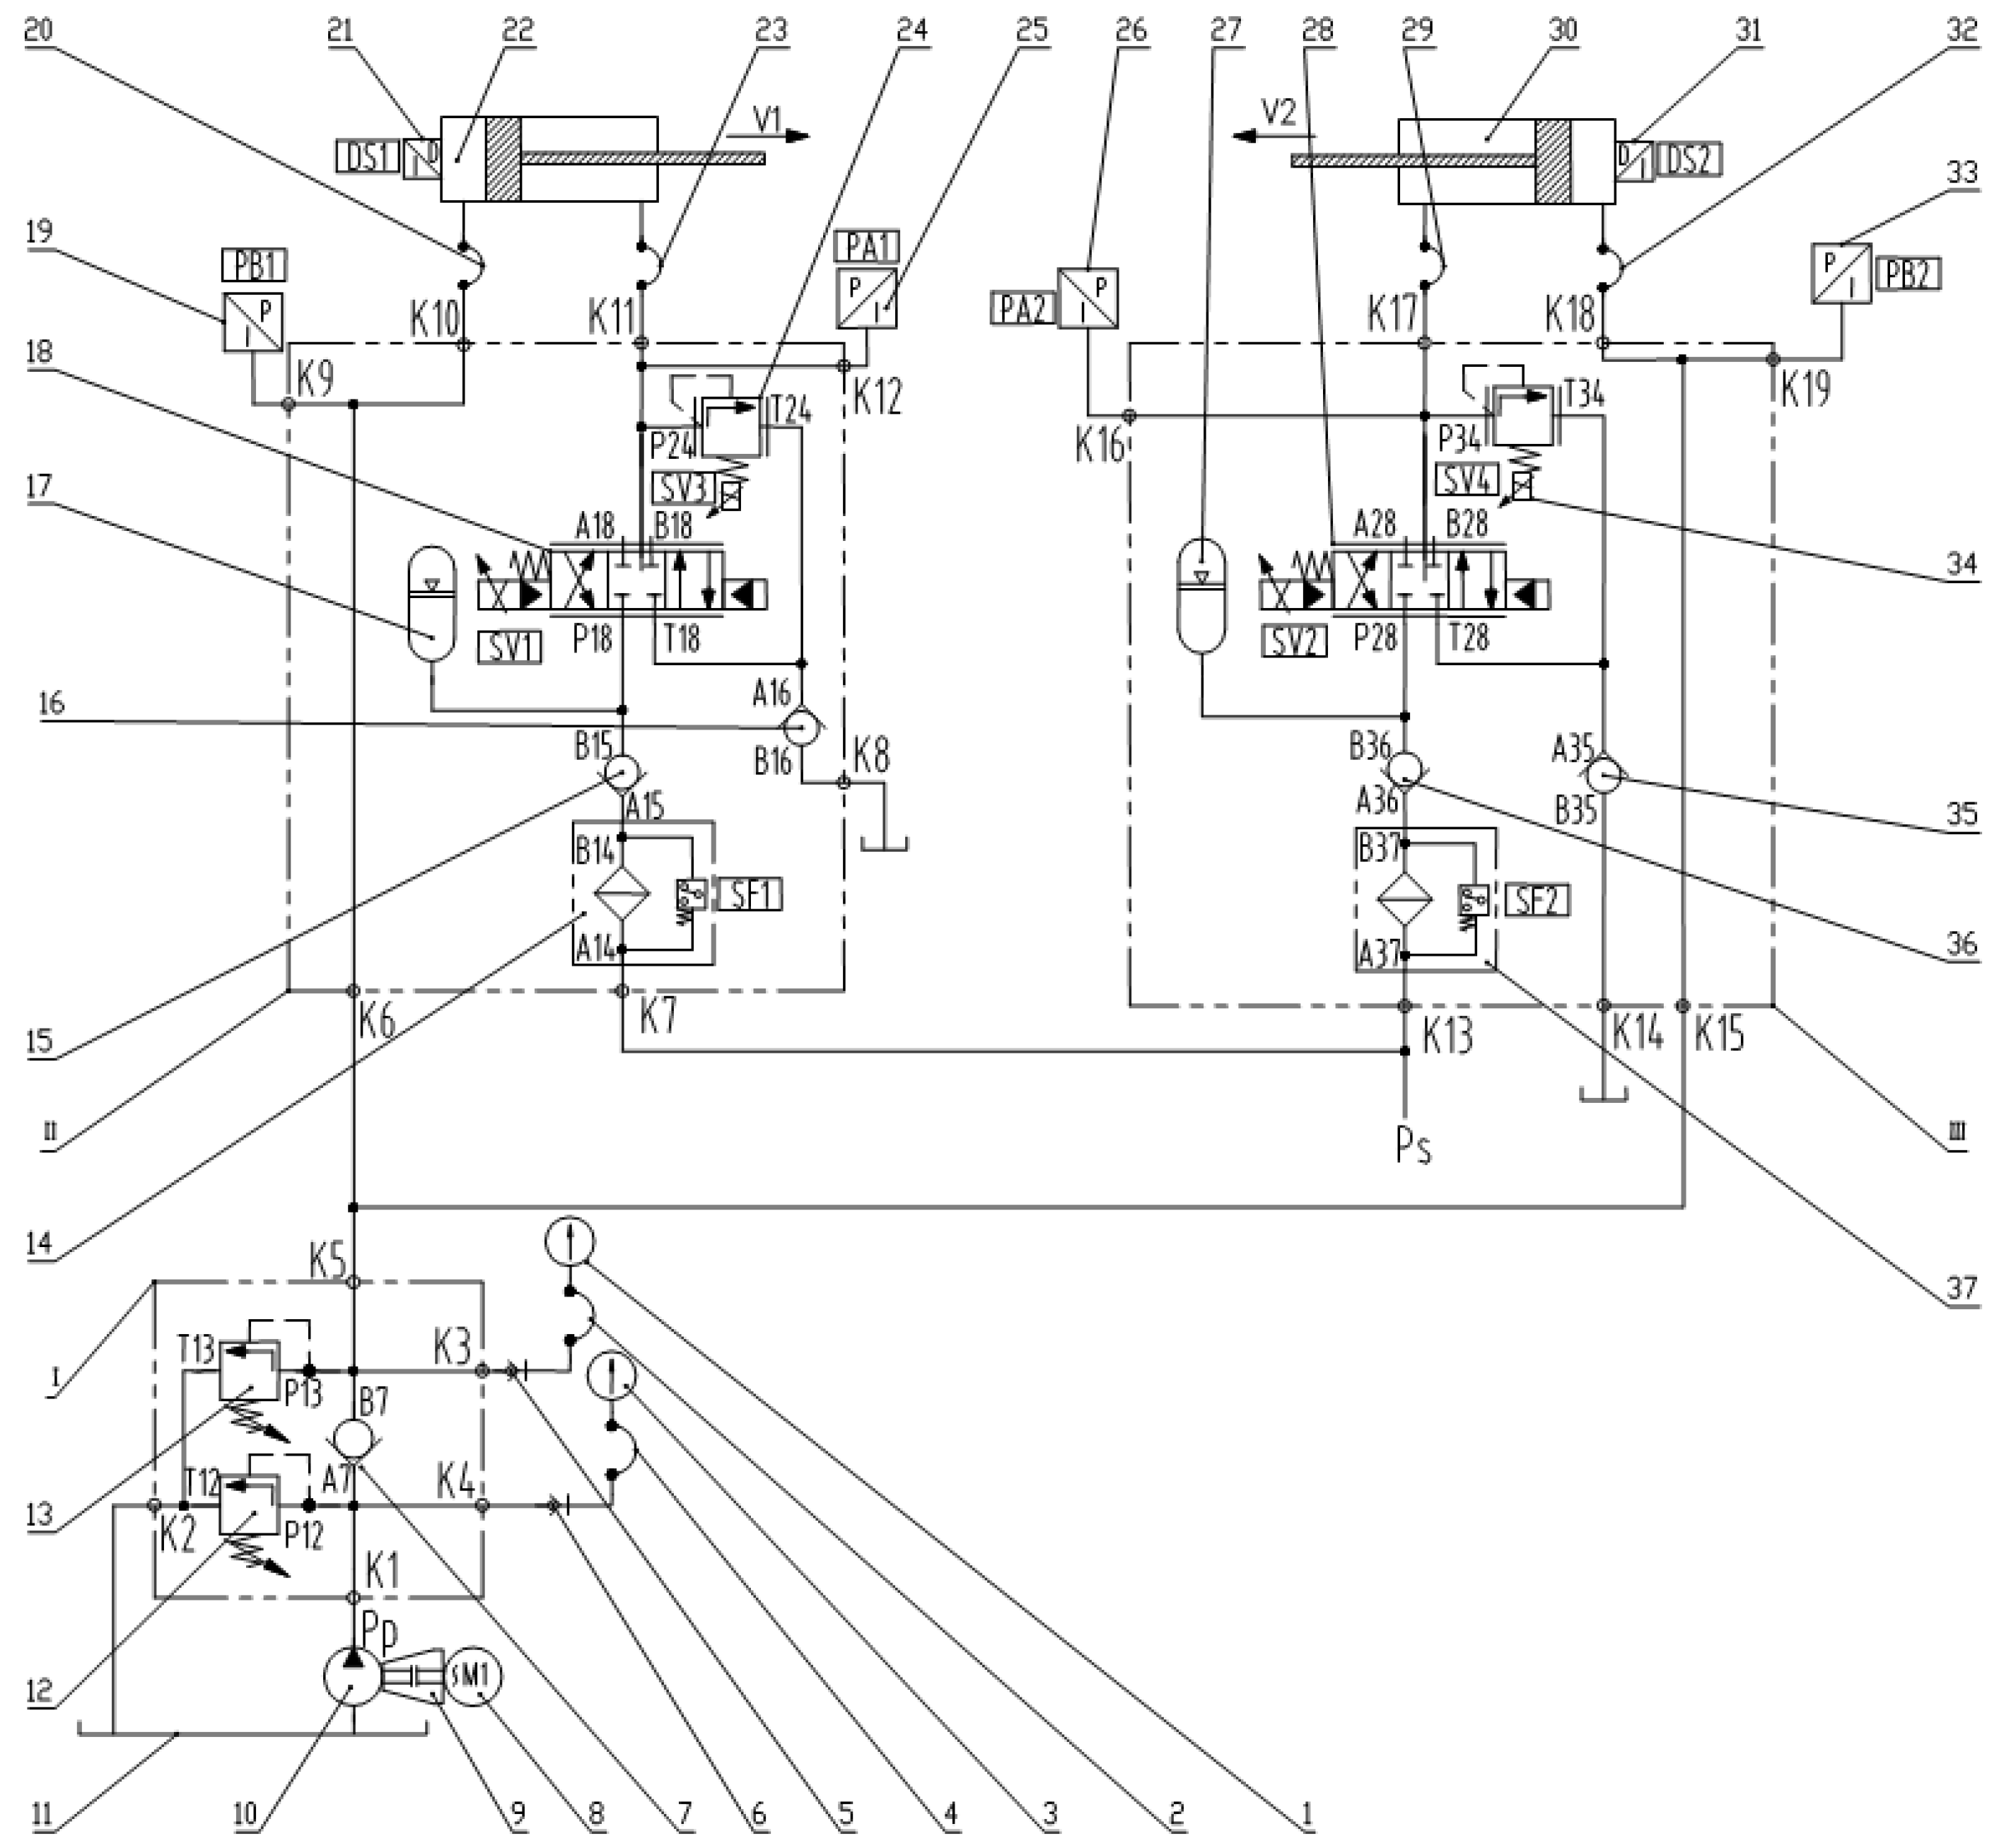 20 21 22 23 24 25 26 27 28 29 30 31 32
V1 V2
DS1 D I D I DS2
33
19 PB1 PA1 PB2
P I P I P I P I
PA2
K10 K11 K17 K18
18 K9 K12 K19
T24 T34
P24 K16 P34
17 SV3 SV4
A18 B18 A28 B28
34
SV1 P18 T18 SV2 P28 T28
16 A16
B15 B16 K8 B36 A35
A15 A36 B35 35
B14 B37
SF1 SF2
A14 A37 36
15 K6 K7 K13 K14 K15
II Ps III
14
K5 37
T13 K3
I P13 B7
T12 A7 K4
13 K2 P12
K1
Pp
12 S M1
11 10 9 8 7 6 5 4 3 2 1